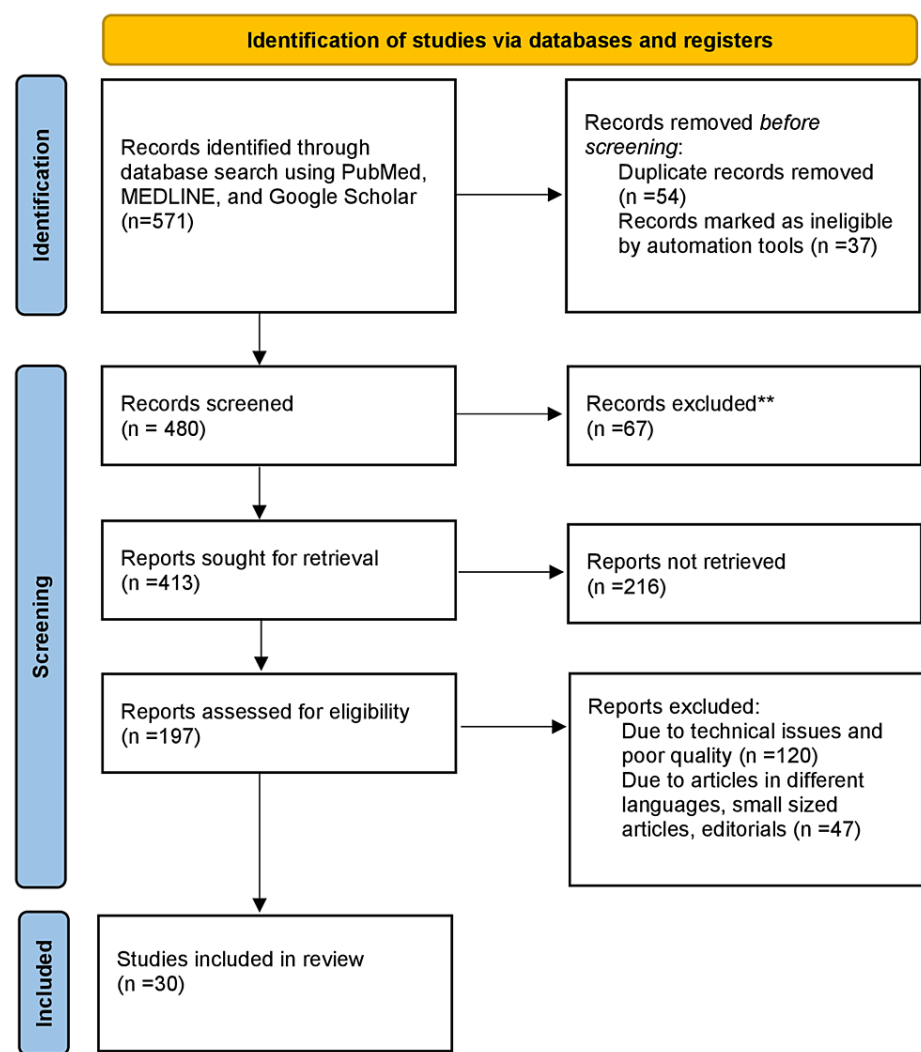 Identification of studies via databases and registers
Identification
Records identified through
database search using PubMed,
MEDLINE, and Google Scholar
(n=571)
Records removed before
screening:
Duplicate records removed
(n =54)
Records marked as ineligible
by automation tools (n =37)
Screening
Records screened
(n = 480)
Records excluded**
(n =67)
Reports sought for retrieval
(n =413)
Reports not retrieved
(n =216)
Reports assessed for eligibility
(n =197)
Reports excluded:
Due to technical issues and
poor quality (n =120)
Due to articles in different
languages, small sized
articles, editorials (n =47)
Included
Studies included in review
(n =30)